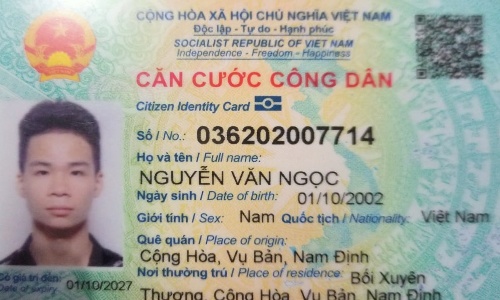 CỘNG HÒA XÃ HỘI CHỦ NGHĨA VIỆT NAM
Độc lập - Tự do - Hạnh phúc
SOCIALIST REPUBLIC OF VIET NAM
Independence - Freedom - Happiness
CĂN CƯỚC CÔNG DÂN
Citizen Identity Card
Số / No.: 036202007714
Họ và tên / Full name:
NGUYỄN VĂN NGỌC
Ngày sinh / Date of birth: 01/10/2002
Giới tính / Sex: Nam Quốc tịch / Nationality: Việt Nam
Quê quán / Place of origin:
Cộng Hòa, Vụ Bản, Nam Định
Nơi thường trú / Place of residence: Bối Xuyên
Thượng, Cộng Hòa, Vụ Bản, Nam Định
Có giá trị đến: 01/10/2027
Date of expiry